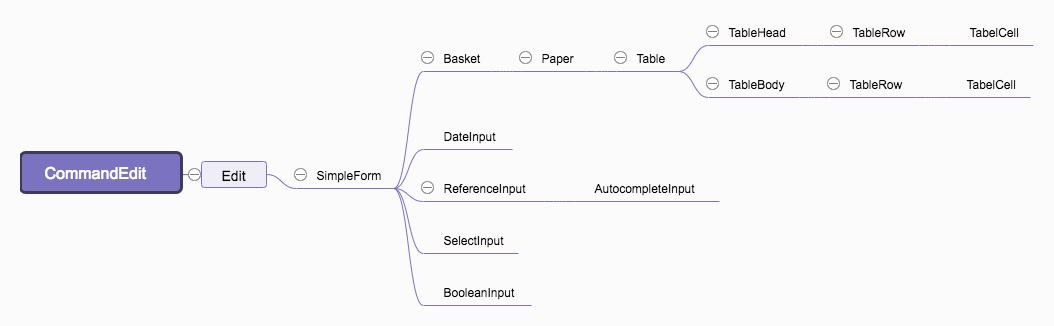 CommandEdit
Edit
SimpleForm
Basket
Paper
Table
TableHead
TableRow
TabelCell
TableBody
TableRow
TabelCell
DateInput
ReferenceInput
AutocompleteInput
SelectInput
BooleanInput